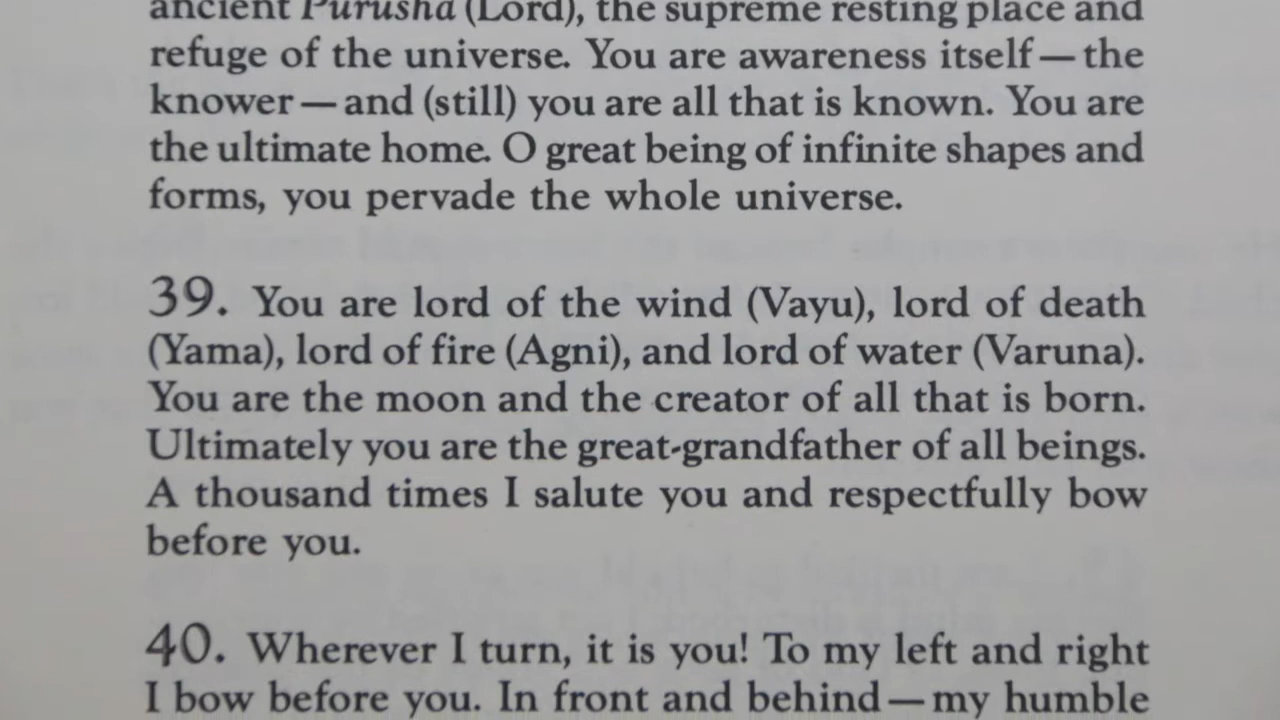 ancient Purusha (Lord), the supreme resting place and
refuge of the universe. You are awareness itself — the
knower — and (still) you are all that is known. You are
the ultimate home. O great being of infinite shapes and
forms, you pervade the whole universe.
39. You are lord of the wind (Vayu), lord of death
(Yama), lord of fire (Agni), and lord of water (Varuna).
You are the moon and the creator of all that is born.
Ultimately you are the great-grandfather of all beings.
A thousand times I salute you and respectfully bow
before you.
40. Wherever I turn, it is you! To my left and right
I bow before you. In front and behind — my humble